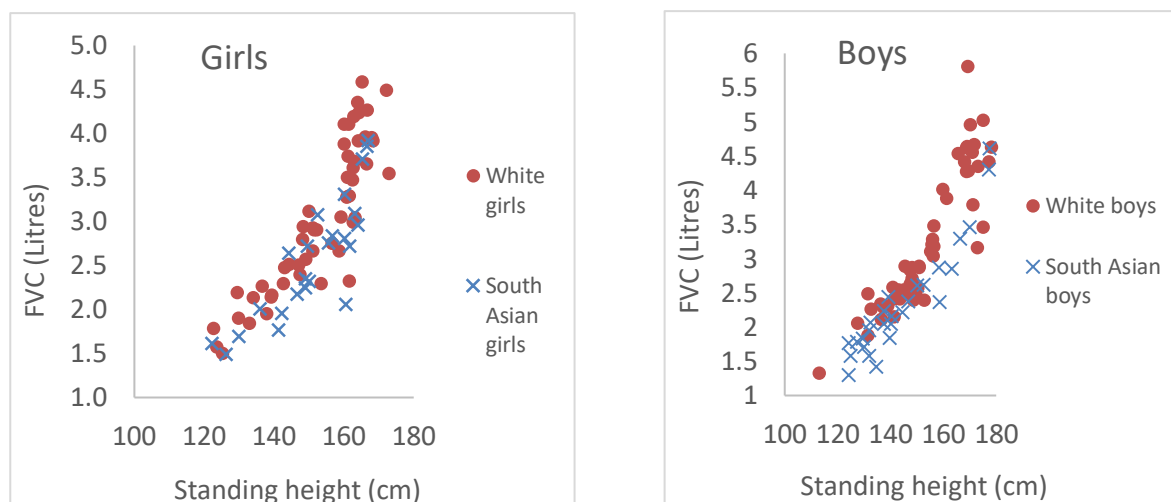 Girls
FVC (Litres)
5.0
4.5
4.0
3.5
3.0
2.5
2.0
1.5
1.0
100 120 140 160 180
Standing height (cm)
White
girls
South
Asian
girls
Boys
FVC (Litres)
6
5.5
5
4.5
4
3.5
3
2.5
2
1.5
1
100 120 140 160 180
Standing height (cm)
White boys
South Asian
boys